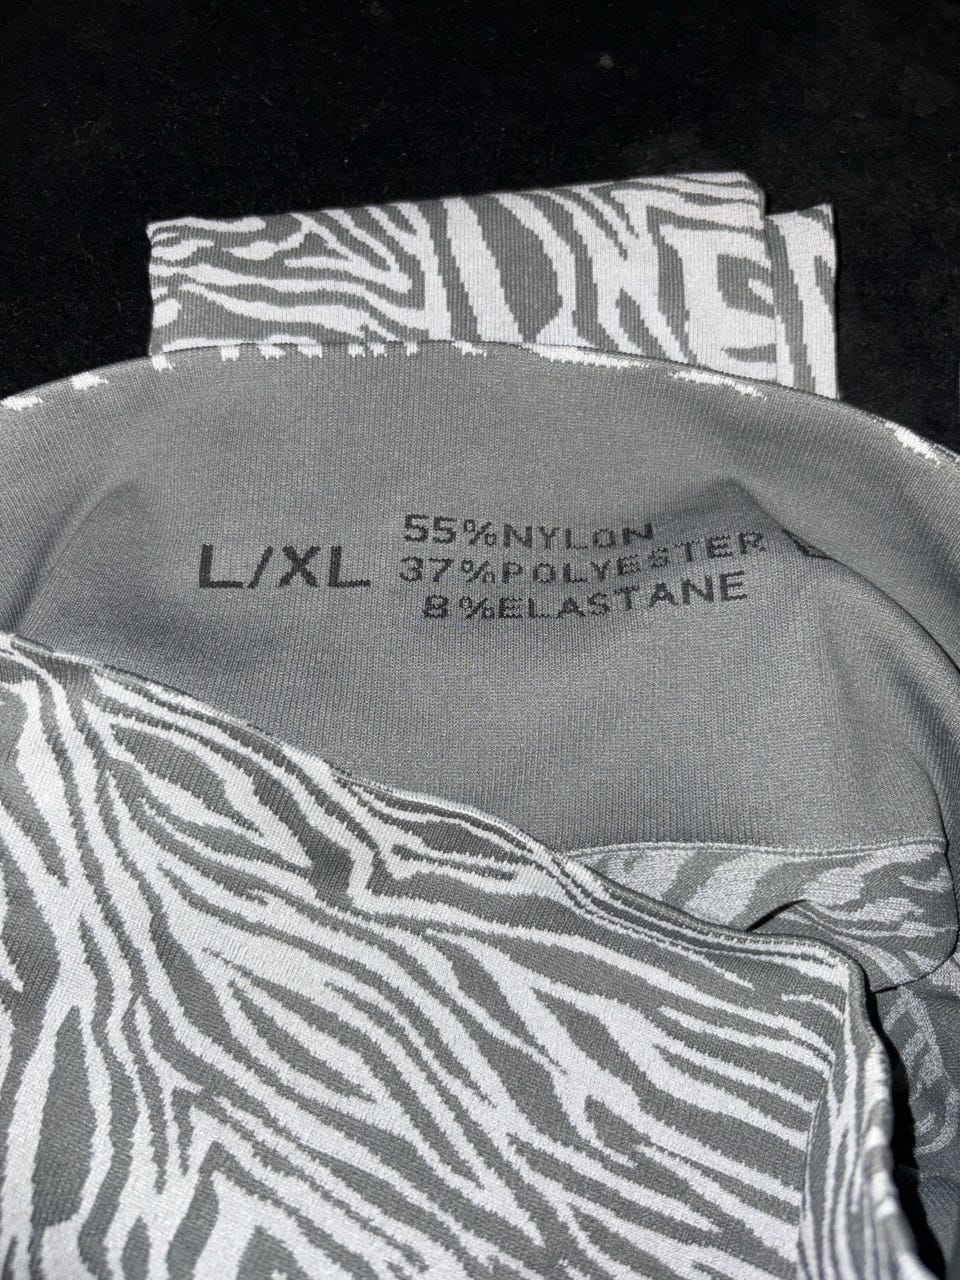 L/XL
55%NYLON
37%POLYESTER
8%ELASTANE